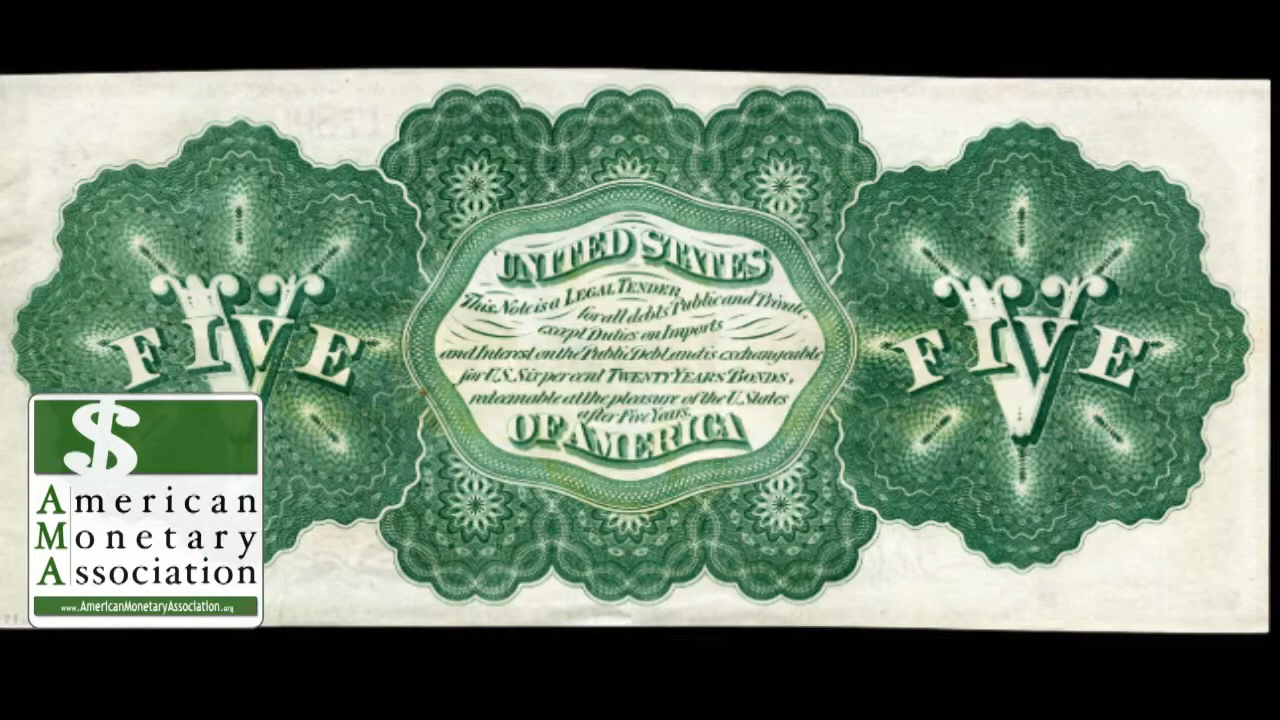 UNITED STATES
This Note is a LEGAL TENDER
for all debts Public and Private,
except Duties on Imports
and Interest on the Public Debt, and is exchangeable
for U.S. Six per cent TWENTY YEARS BONDS,
redeemable at the pleasure of the U. States
after Five Years.
OF AMERICA
V
FIVE
V
FIVE
$
American
Monetary
Association
www.AmericanMonetaryAssociation.org